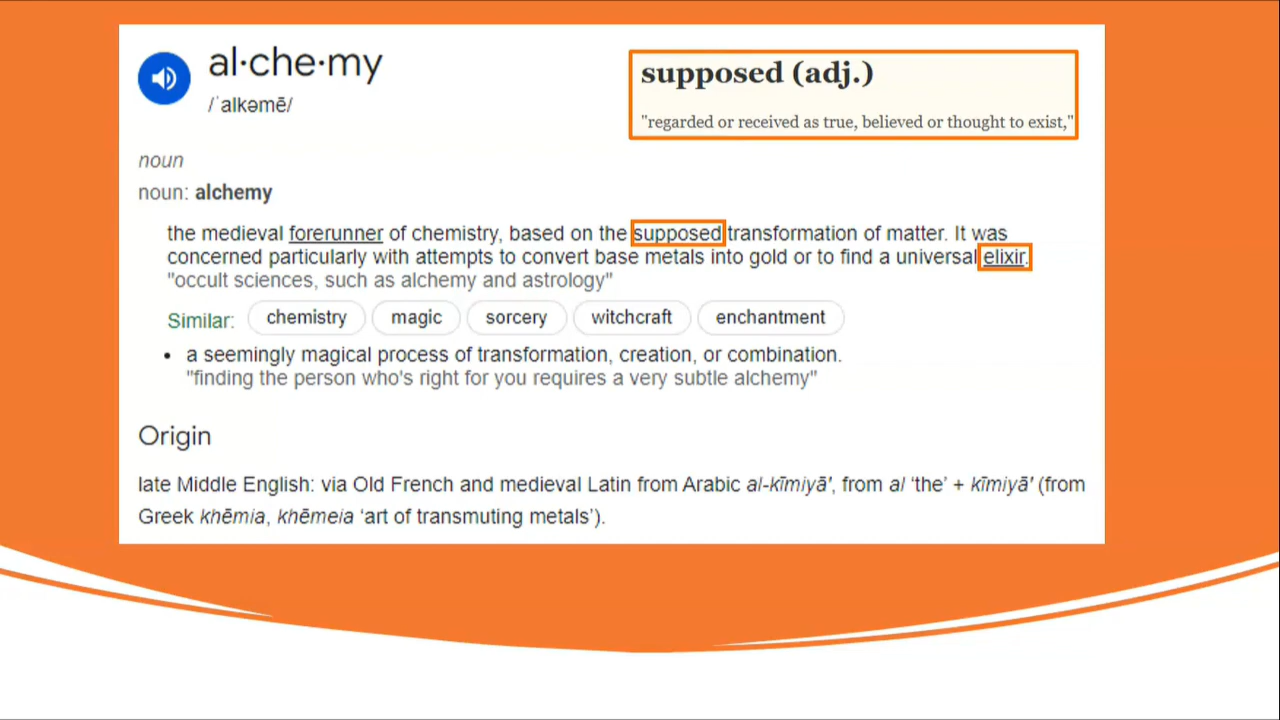 al·che·my
/ˈalkəmē/
supposed (adj.)
"regarded or received as true, believed or thought to exist,"
noun
noun: alchemy
the medieval forerunner of chemistry, based on the supposed transformation of matter. It was
concerned particularly with attempts to convert base metals into gold or to find a universal elixir.
"occult sciences, such as alchemy and astrology"
Similar: chemistry magic sorcery witchcraft enchantment
• a seemingly magical process of transformation, creation, or combination.
"finding the person who's right for you requires a very subtle alchemy"
Origin
late Middle English: via Old French and medieval Latin from Arabic al-kīmiyā', from al ‘the’ + kīmiyā' (from
Greek khēmia, khēmeia ‘art of transmuting metals’).